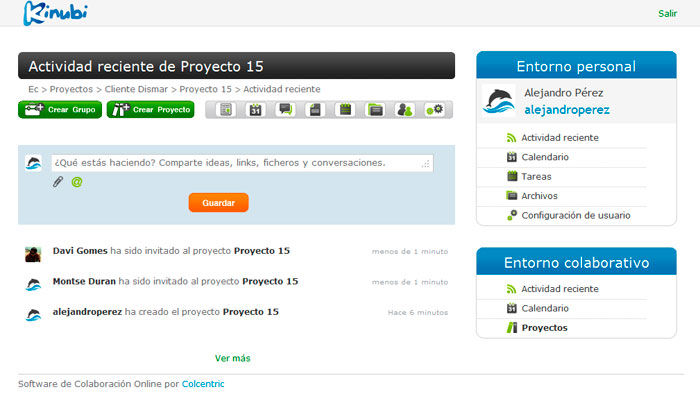 Kinubi
Salir
Actividad reciente de Proyecto 15
Ec > Proyectos > Cliente Dismar > Proyecto 15 > Actividad reciente
Crear Grupo
Crear Proyecto
31
¿Qué estás haciendo? Comparte ideas, links, ficheros y conversaciones.
@
Guardar
Davi Gomes ha sido invitado al proyecto Proyecto 15
menos de 1 minuto
Montse Duran ha sido invitado al proyecto Proyecto 15
menos de 1 minuto
alejandroperez ha creado el proyecto Proyecto 15
Hace 6 minutos
Ver más
Entorno personal
Alejandro Pérez
alejandroperez
Actividad reciente
31 Calendario
Tareas
Archivos
Configuración de usuario
Entorno colaborativo
Actividad reciente
31 Calendario
Proyectos
Software de Colaboración Online por Colcentric